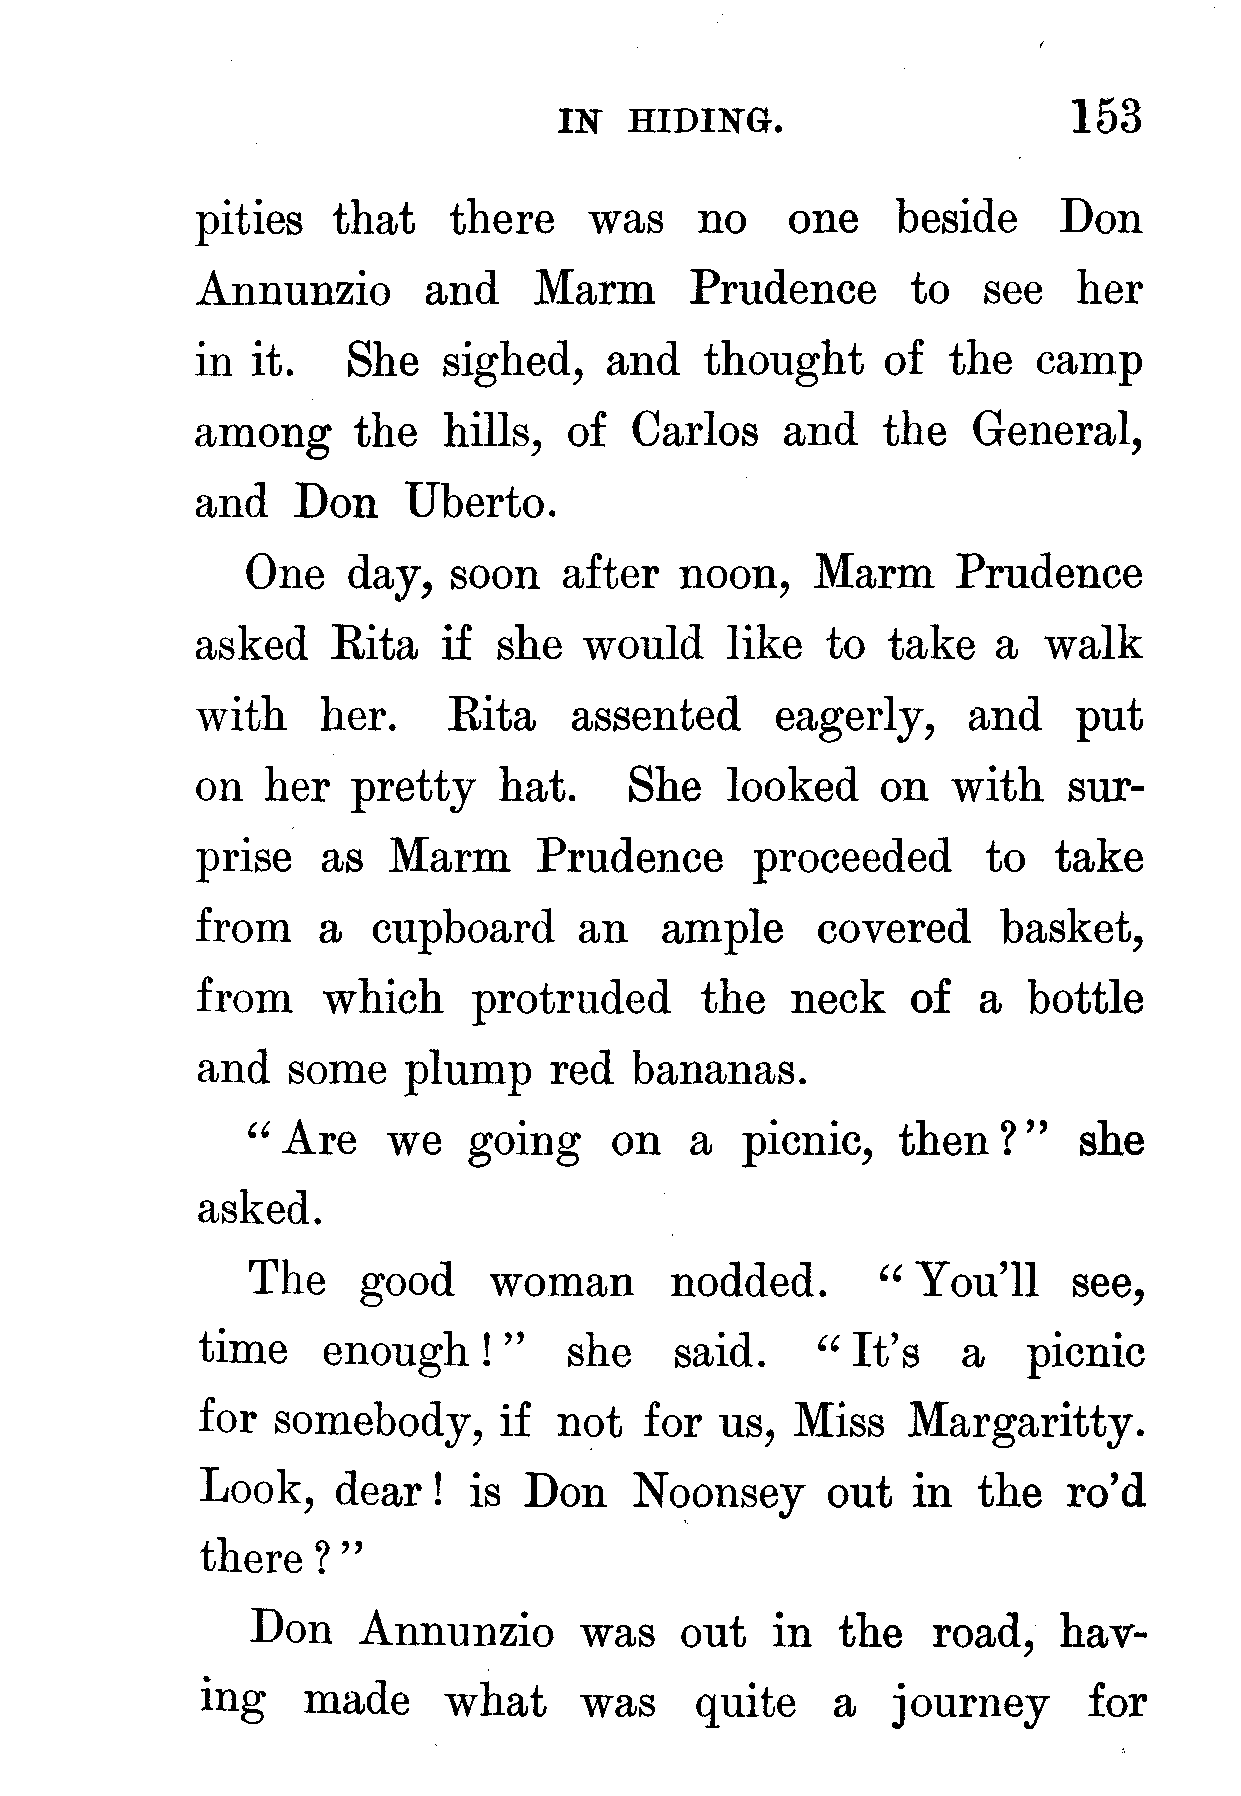 IN HIDING. 153
pities that there was no one beside Don
Annunzio and Marm Prudence to see her
in it. She sighed, and thought of the camp
among the hills, of Carlos and the General,
and Don Uberto.
One day, soon after noon, Marm Prudence
asked Rita if she would like to take a walk
with her. Rita assented eagerly, and put
on her pretty hat. She looked on with sur-
prise as Marm Prudence proceeded to take
from a cupboard an ample covered basket,
from which protruded the neck of a bottle
and some plump red bananas.
“Are we going on a picnic, then?” she
asked.
The good woman nodded. “You’ll see,
time enough!” she said. “It’s a picnic
for somebody, if not for us, Miss Margaritty.
Look, dear! is Don Noonsey out in the ro’d
there?”
Don Annunzio was out in the road, hav-
ing made what was quite a journey for